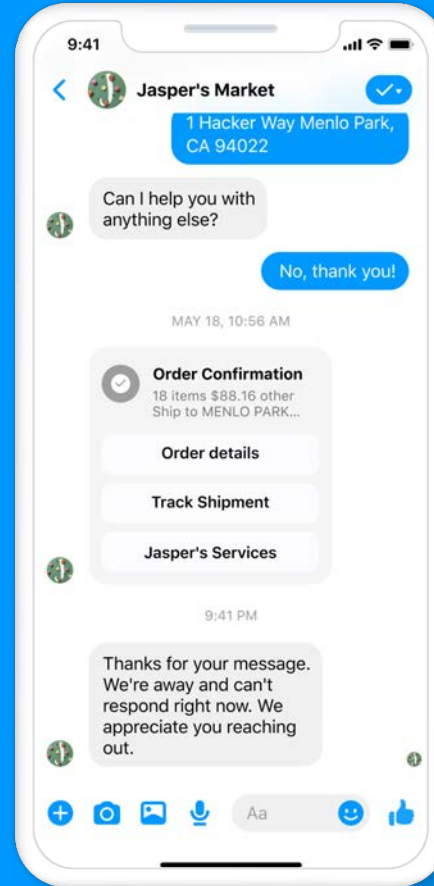 9:41
Jasper's Market
1 Hacker Way Menlo Park,
CA 94022
Can I help you with
anything else?
No, thank you!
MAY 18, 10:56 AM
Order Confirmation
18 items $88.16 other
Ship to MENLO PARK...
Order details
Track Shipment
Jasper's Services
9:41 PM
Thanks for your message.
We're away and can't
respond right now. We
appreciate you reaching
out.
Aa